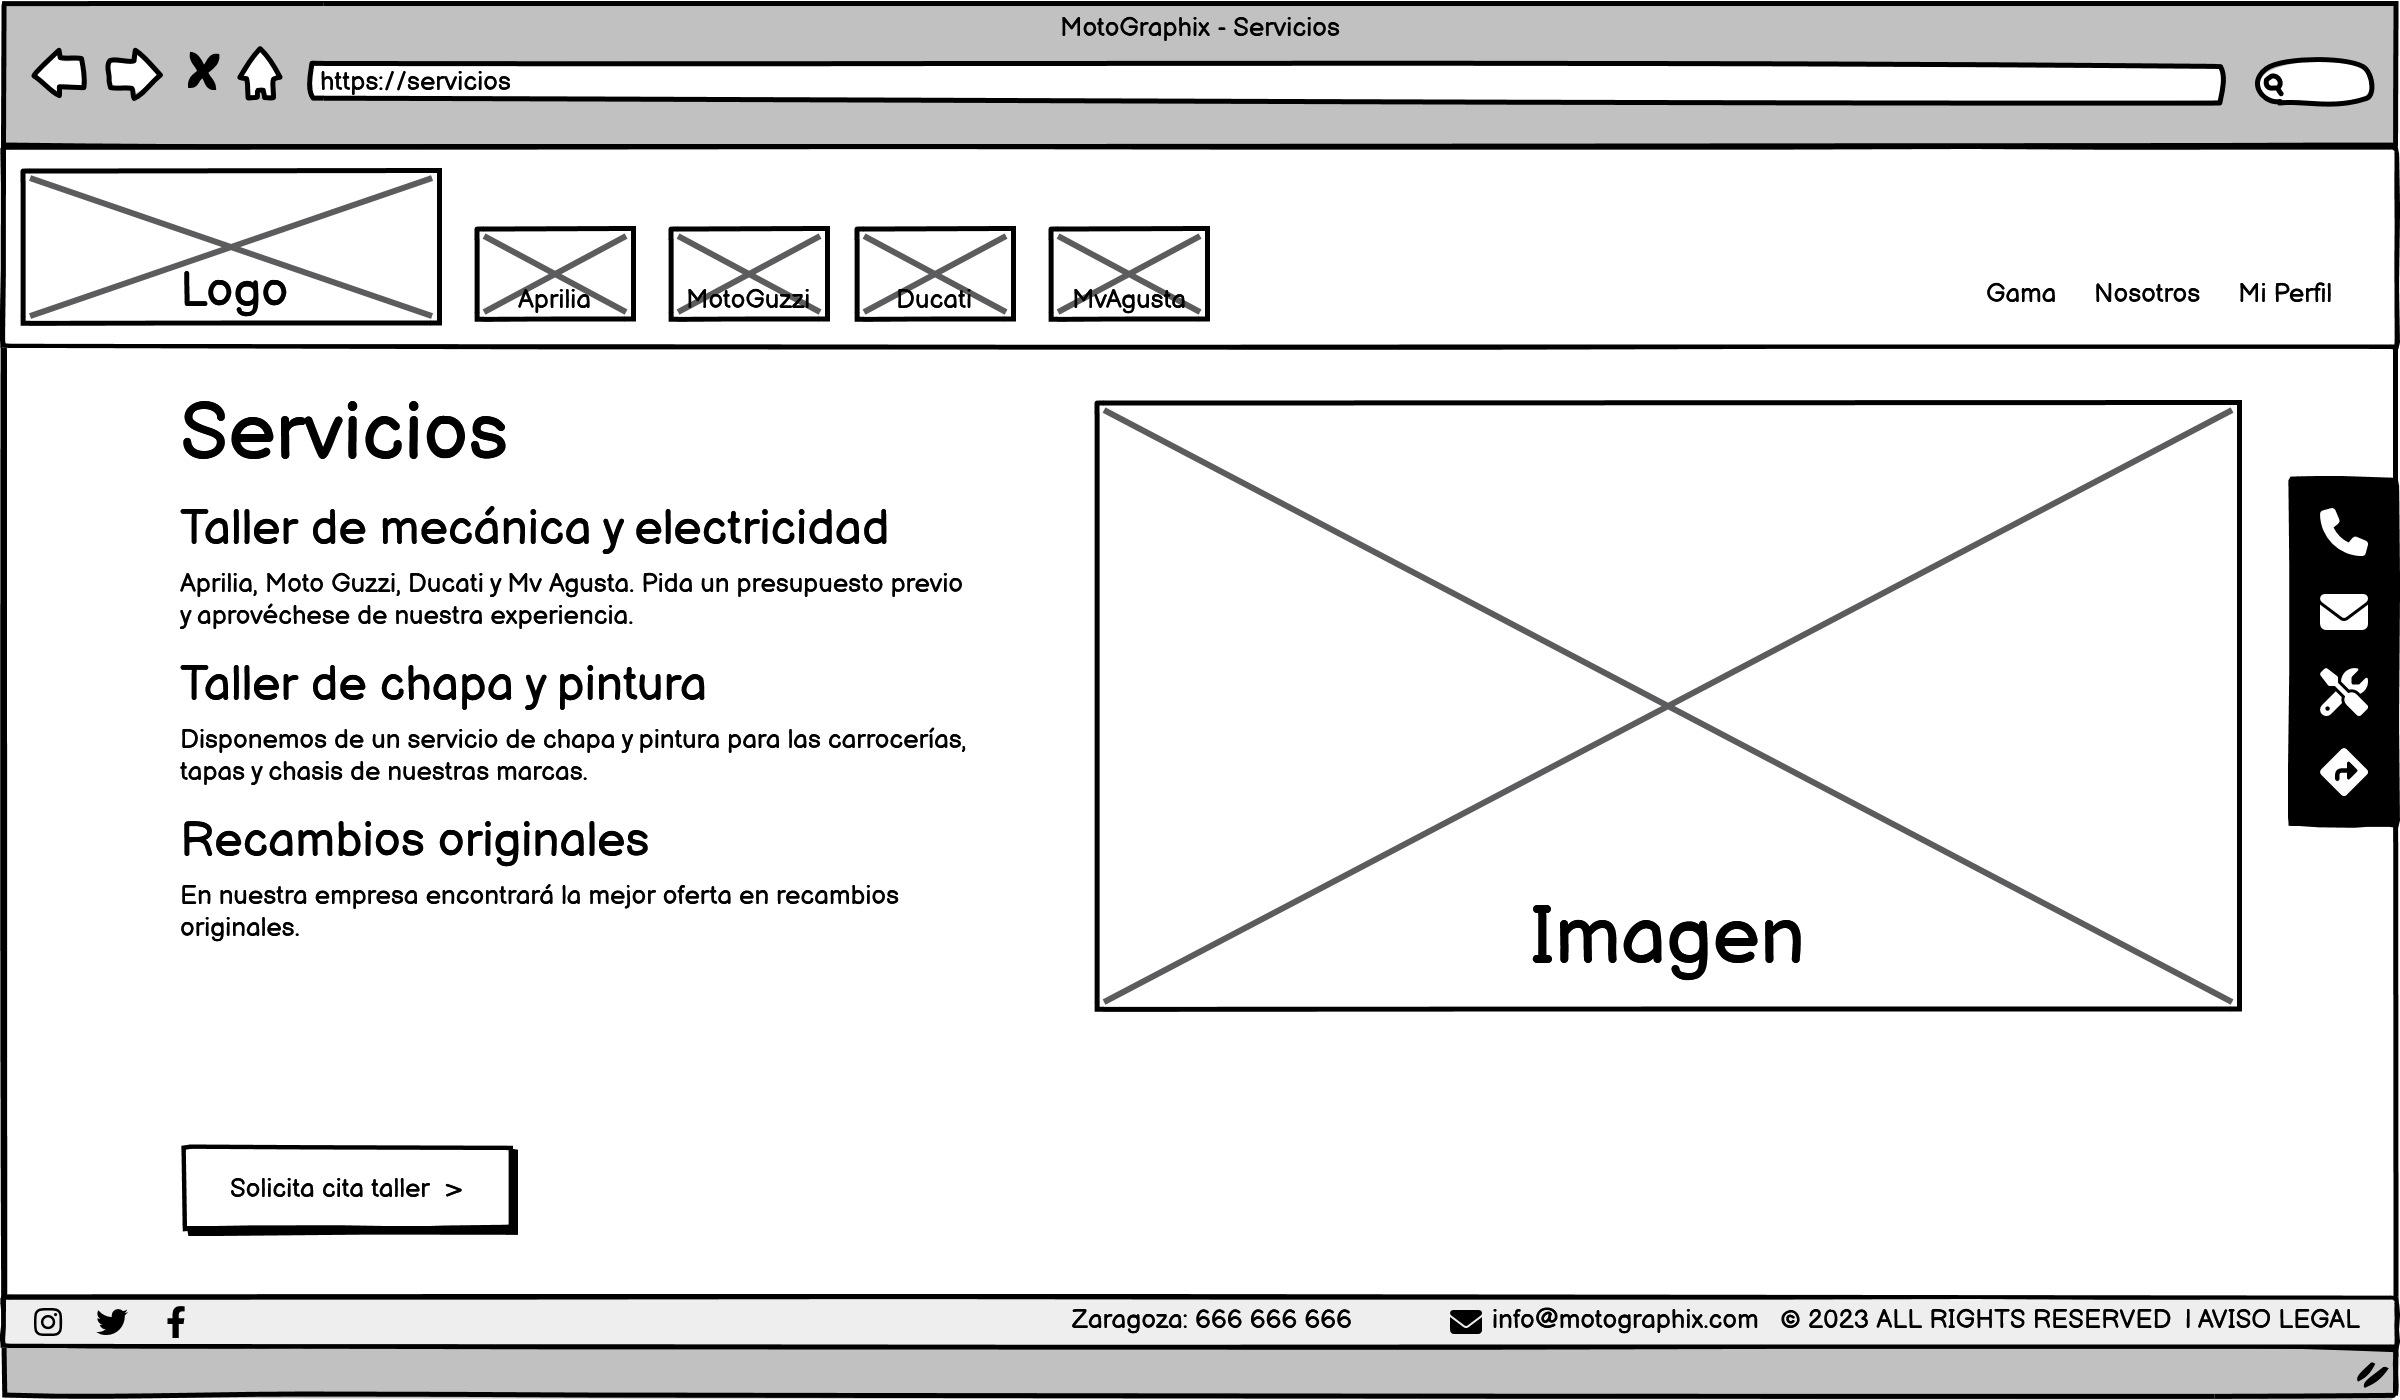 MotoGraphix - Servicios
https://servicios
Logo
Aprilia
MotoGuzzi
Ducati
MvAgusta
Gama
Nosotros
Mi Perfil
Servicios
Taller de mecánica y electricidad
Aprilia, Moto Guzzi, Ducati y Mv Agusta. Pida un presupuesto previo
y aprovéchese de nuestra experiencia.
Taller de chapa y pintura
Disponemos de un servicio de chapa y pintura para las carrocerías,
tapas y chasis de nuestras marcas.
Recambios originales
En nuestra empresa encontrará la mejor oferta en recambios
originales.
Imagen
Solicita cita taller >
Zaragoza: 666 666 666
info@motographix.com
© 2023 ALL RIGHTS RESERVED | AVISO LEGAL